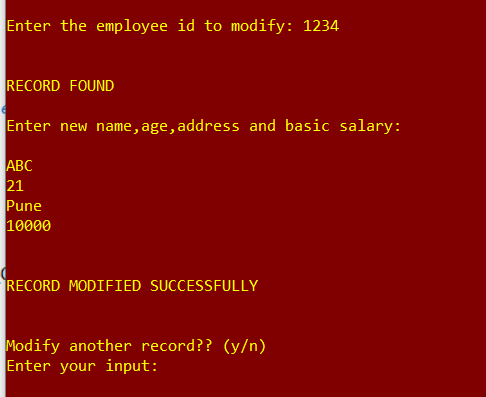 Enter the employee id to modify: 1234
RECORD FOUND
Enter new name,age,address and basic salary:
ABC
21
Pune
10000
RECORD MODIFIED SUCCESSFULLY
Modify another record?? (y/n)
Enter your input: